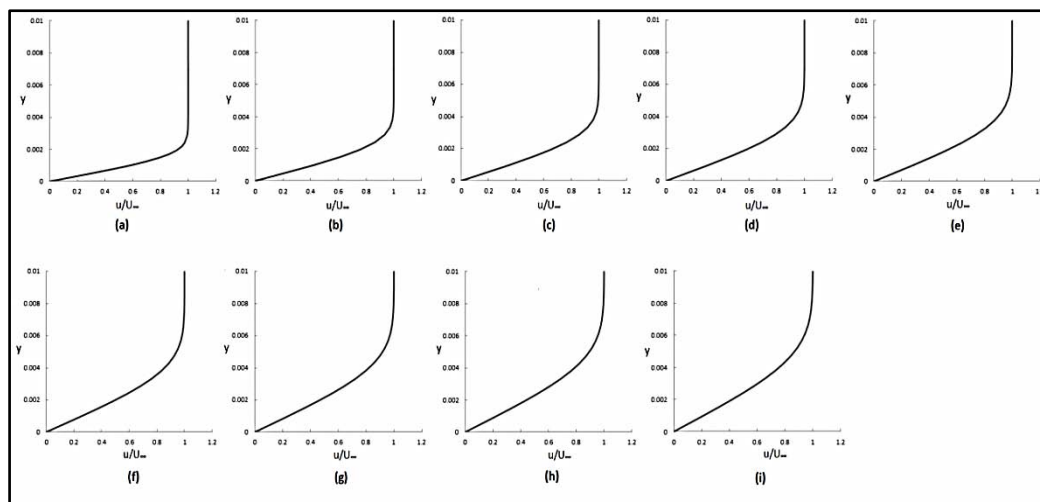 0.01 0.01 0.01 0.01 0.01
0.008 0.008 0.008 0.008 0.008
0.006 0.006 0.006 0.006 0.006
y y y y y
0.004 0.004 0.004 0.004 0.004
0.002 0.002 0.002 0.002 0.002
0 0 0 0 0
0 0.2 0.4 0.6 0.8 1 1.2 0 0.2 0.4 0.6 0.8 1 1.2 0 0.2 0.4 0.6 0.8 1 1.2 0 0.2 0.4 0.6 0.8 1 1.2 0 0.2 0.4 0.6 0.8 1 1.2
u/U∞ u/U∞ u/U∞ u/U∞ u/U∞
(a) (b) (c) (d) (e)
0.01 0.01 0.01 0.01
0.008 0.008 0.008 0.008
0.006 0.006 0.006 0.006
y y y y
0.004 0.004 0.004 0.004
0.002 0.002 0.002 0.002
0 0 0 0
0 0.2 0.4 0.6 0.8 1 1.2 0 0.2 0.4 0.6 0.8 1 1.2 0 0.2 0.4 0.6 0.8 1 1.2 0 0.2 0.4 0.6 0.8 1 1.2
u/U∞ u/U∞ u/U∞ u/U∞
(f) (g) (h) (i)